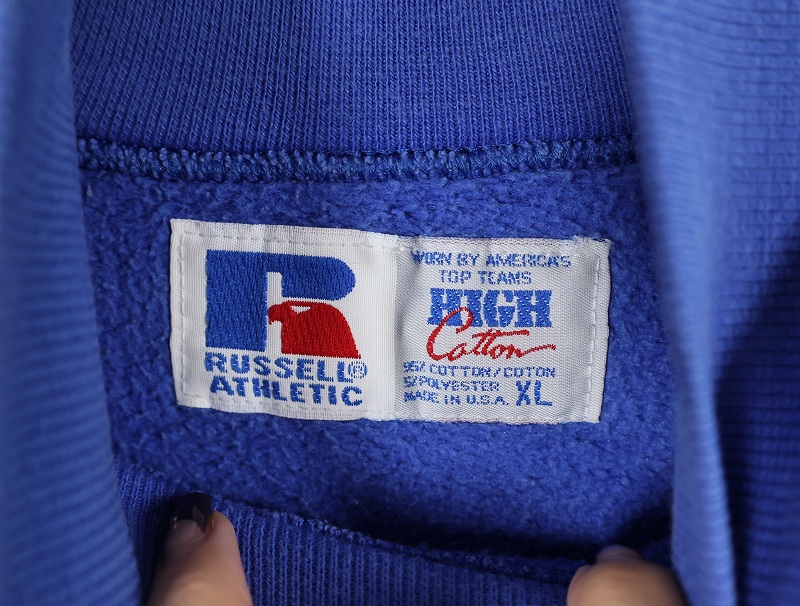 R
RUSSELL®
ATHLETIC
WORN BY AMERICA'S
TOP TEAMS
HIGH
Cotton
95% COTTON/COTON
5% POLYESTER
MADE IN U.S.A. XL